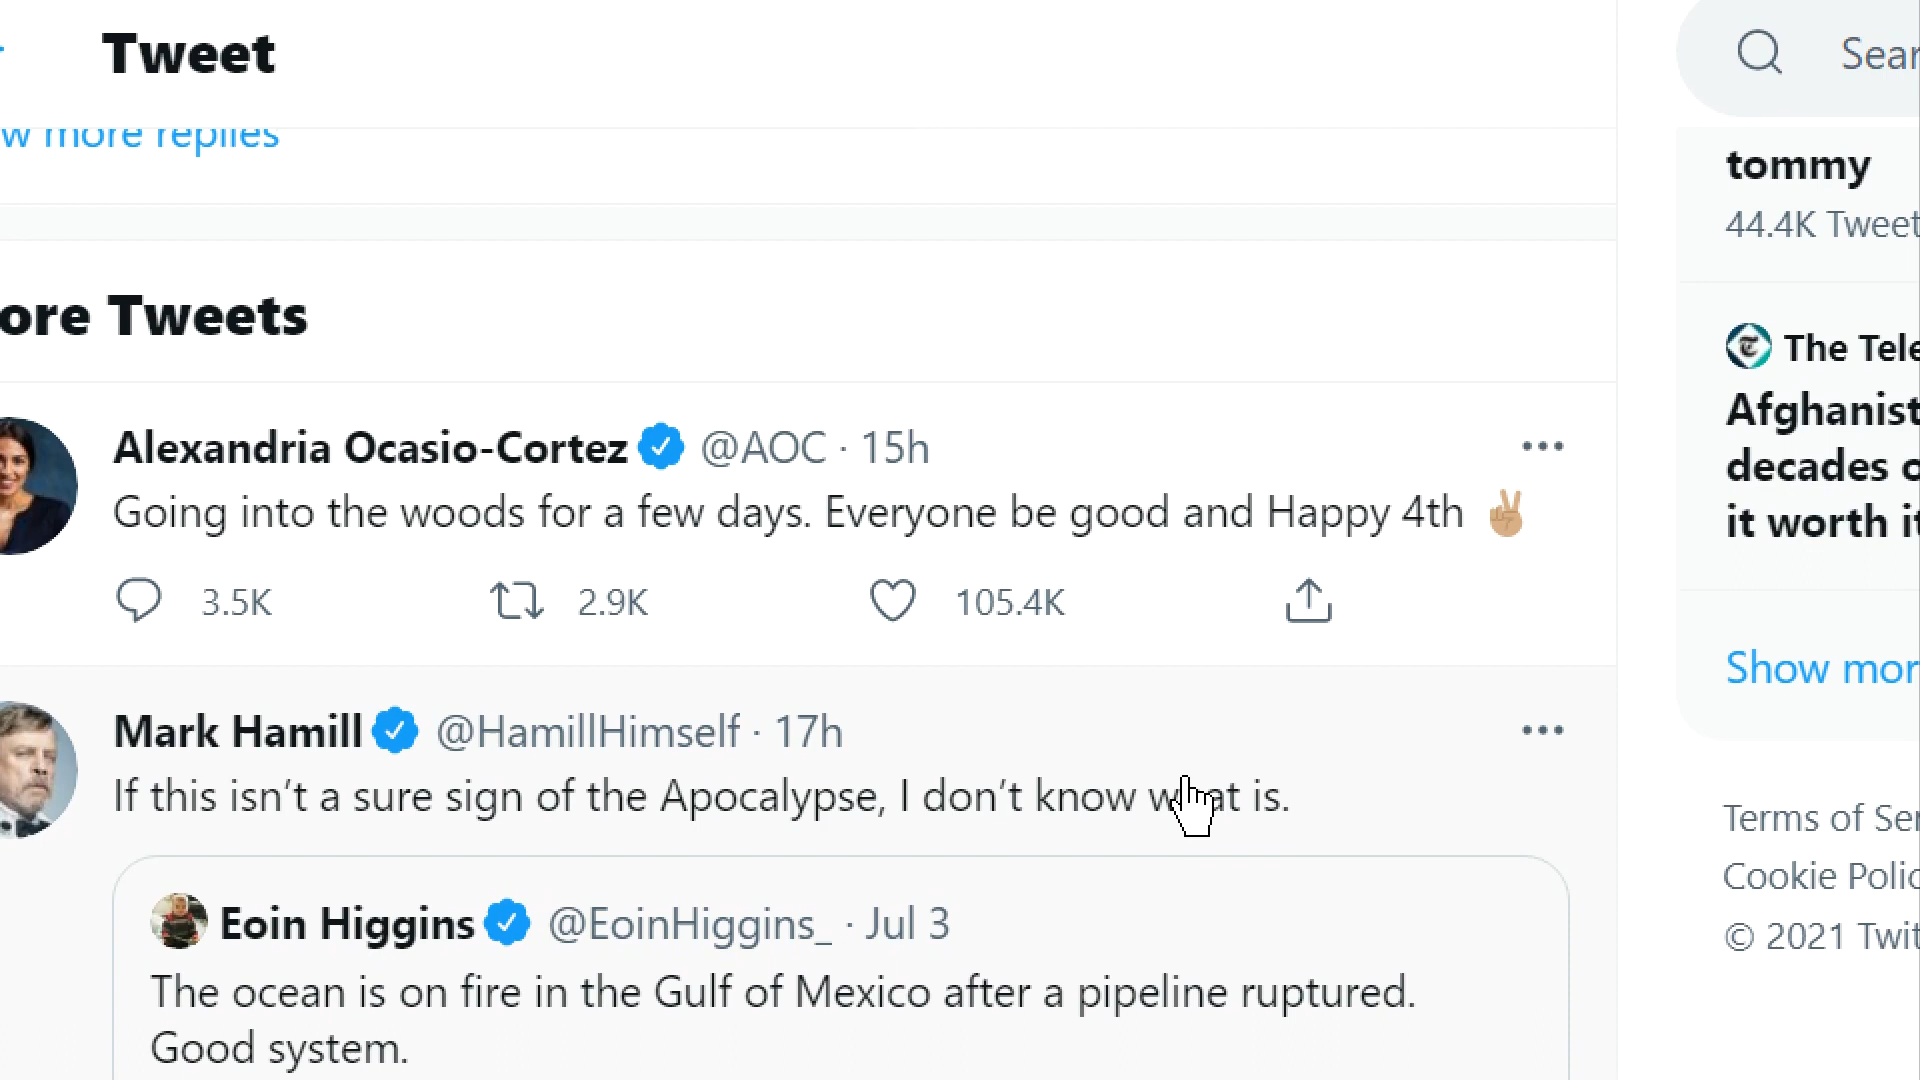 Tweet
w more replies
ore Tweets
Alexandria Ocasio-Cortez @AOC · 15h
Going into the woods for a few days. Everyone be good and Happy 4th ✌🏽
3.5K 2.9K 105.4K
Mark Hamill @HamillHimself · 17h
If this isn’t a sure sign of the Apocalypse, I don’t know what is.
Eoin Higgins @EoinHiggins_ · Jul 3
The ocean is on fire in the Gulf of Mexico after a pipeline ruptured.
Good system.
Sear
tommy
44.4K Tweet
The Tele
Afghanist
decades o
it worth it
Show mor
Terms of Ser
Cookie Polic
© 2021 Twit